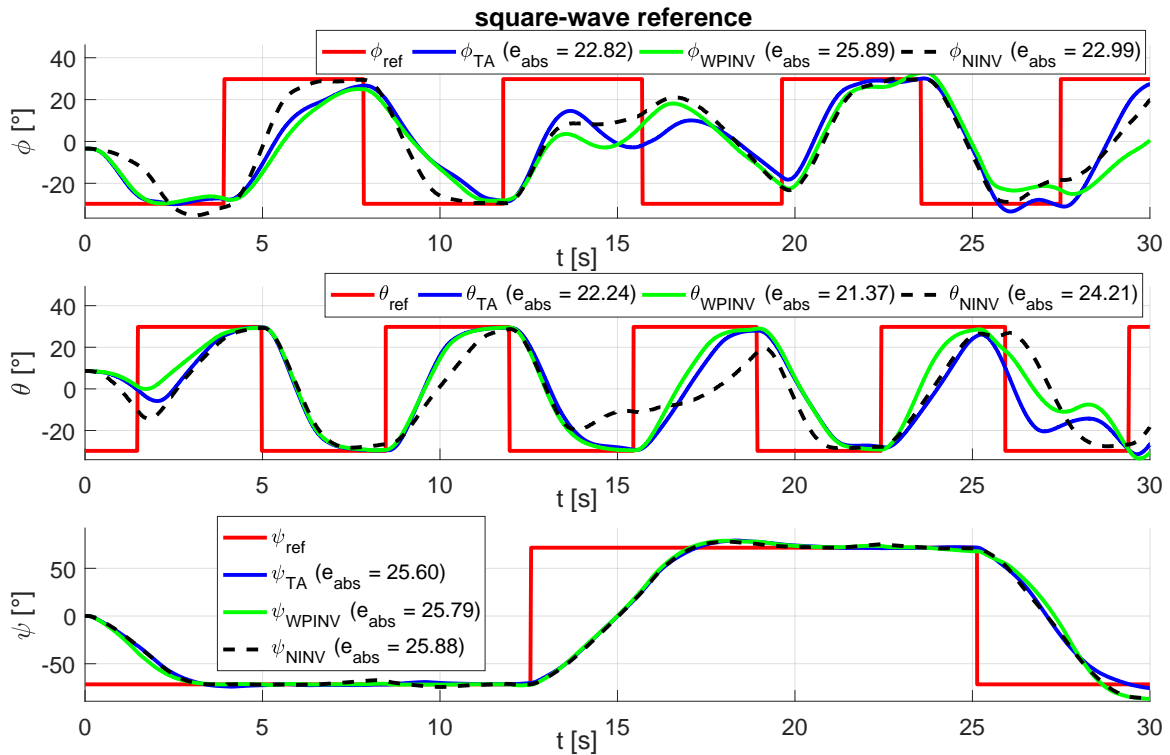 square-wave reference
ϕref ϕTA (eabs = 22.82) ϕWPINV (eabs = 25.89) ϕNINV (eabs = 22.99)
ϕ [°]
40
20
0
-20
0 5 10 15 20 25 30
t [s]
θref θTA (eabs = 22.24) θWPINV (eabs = 21.37) θNINV (eabs = 24.21)
θ [°]
40
20
0
-20
0 5 10 15 20 25 30
t [s]
ψref
ψTA (eabs = 25.60)
ψWPINV (eabs = 25.79)
ψNINV (eabs = 25.88)
ψ [°]
50
0
-50
0 5 10 15 20 25 30
t [s]